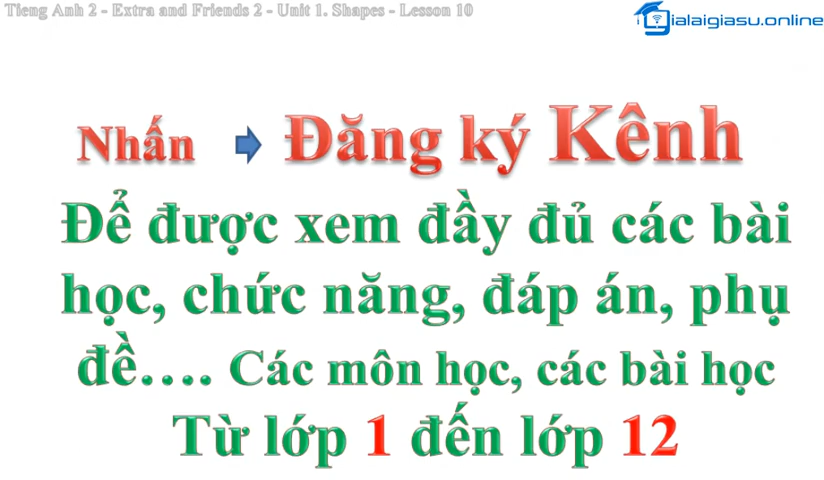 Tieng Anh 2 - Extra and Friends 2 - Unit 1. Shapes - Lesson 10
Gialaigiasu.online
Nhấn Đăng ký Kênh
Để được xem đầy đủ các bài
học, chức năng, đáp án, phụ
đề.... Các môn học, các bài học
Từ lớp 1 đến lớp 12